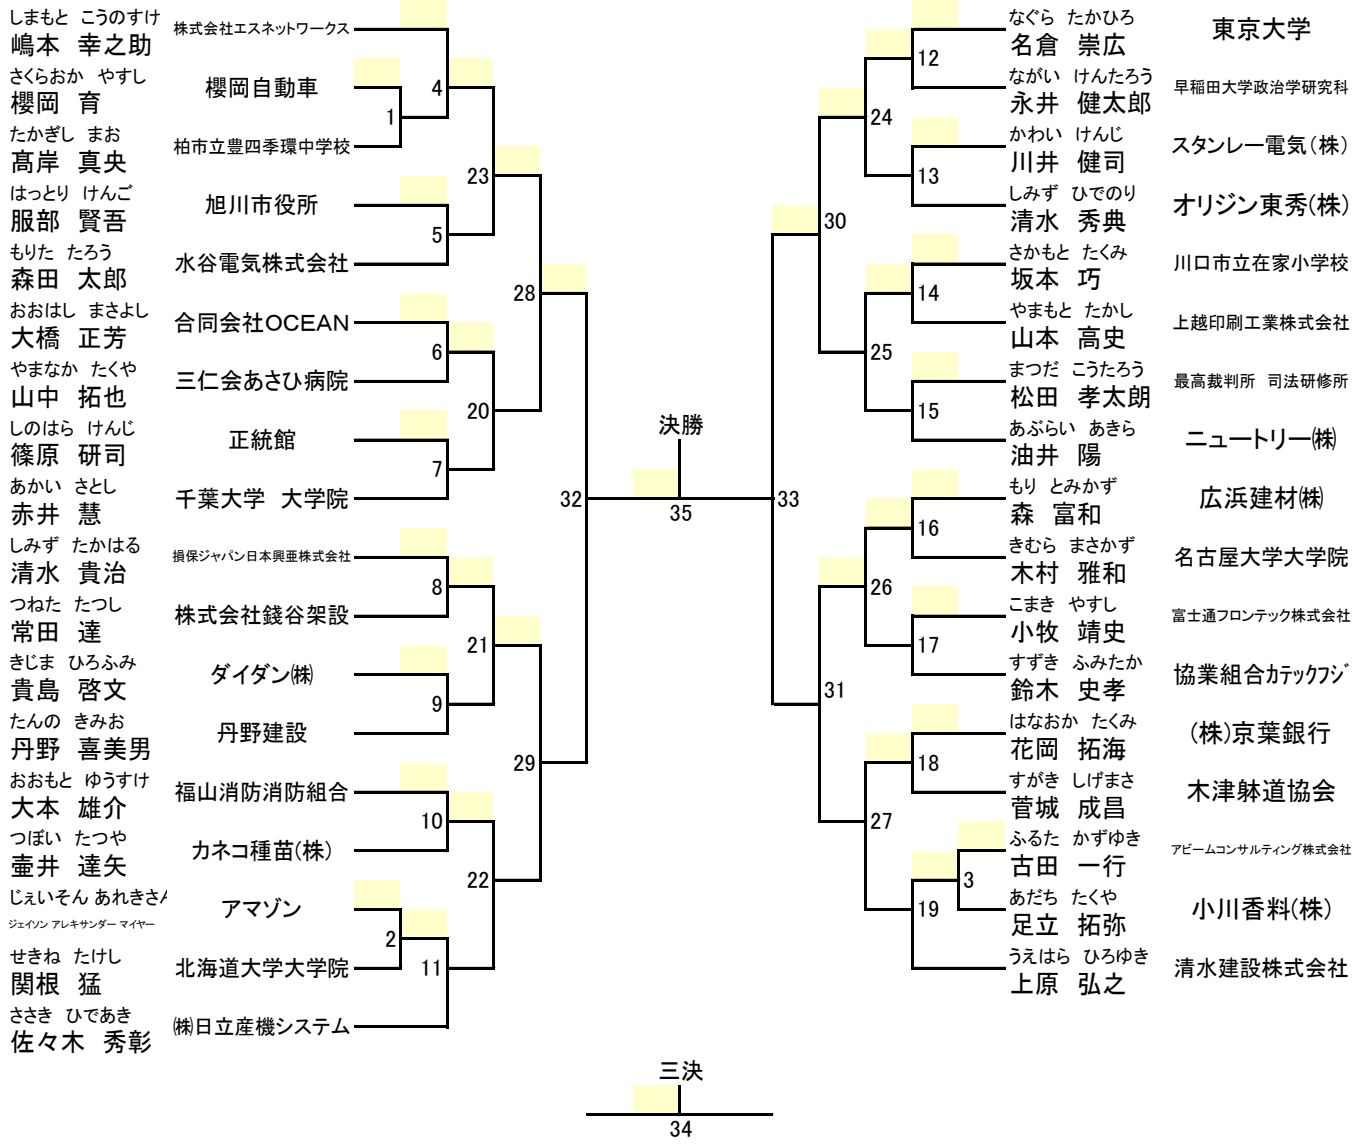 しまもと こうのすけ
嶋本 幸之助
株式会社エスネットワークス
さくらおか やすし
櫻岡 育
櫻岡自動車
たかぎし まお
髙岸 真央
柏市立豊四季環中学校
はっとり けんご
服部 賢吾
旭川市役所
もりた たろう
森田 太郎
水谷電気株式会社
おおはし まさよし
大橋 正芳
合同会社OCEAN
やまなか たくや
山中 拓也
三仁会あさひ病院
しのはら けんじ
篠原 研司
正統館
あかい さとし
赤井 慧
千葉大学 大学院
しみず たかはる
清水 貴治
損保ジャパン日本興亜株式会社
つねた たつし
常田 達
株式会社錢谷架設
きじま ひろふみ
貴島 啓文
ダイダン㈱
たんの きみお
丹野 喜美男
丹野建設
おおもと ゆうすけ
大本 雄介
福山消防消防組合
つぼい たつや
壷井 達矢
カネコ種苗(株)
じぇいそん あれきさん
ジェイソン アレキサンダー マイヤー
アマゾン
せきね たけし
関根 猛
北海道大学大学院
ささき ひであき
佐々木 秀彰
㈱日立産機システム
1
2
4
5
6
7
8
9
10
11
23
20
21
22
28
29
32
決勝
35
33
30
31
24
25
26
27
12
13
14
15
16
17
18
19
3
なぐら たかひろ
名倉 崇広
東京大学
ながい けんたろう
永井 健太郎
早稲田大学政治学研究科
かわい けんじ
川井 健司
スタンレー電気(株)
しみず ひでのり
清水 秀典
オリジン東秀(株)
さかもと たくみ
坂本 巧
川口市立在家小学校
やまもと たかし
山本 高史
上越印刷工業株式会社
まつだ こうたろう
松田 孝太朗
最高裁判所 司法研修所
あぶらい あきら
油井 陽
ニュートリー㈱
もり とみかず
森 富和
広浜建材㈱
きむら まさかず
木村 雅和
名古屋大学大学院
こまき やすし
小牧 靖史
富士通フロンテック株式会社
すずき ふみたか
鈴木 史孝
協業組合ｶﾃｯｸﾌｼﾞ
はなおか たくみ
花岡 拓海
(株)京葉銀行
すがき しげまさ
菅城 成昌
木津躰道協会
ふるた かずゆき
古田 一行
アビームコンサルティング株式会社
あだち たくや
足立 拓弥
小川香料(株)
うえはら ひろゆき
上原 弘之
清水建設株式会社
三決
34